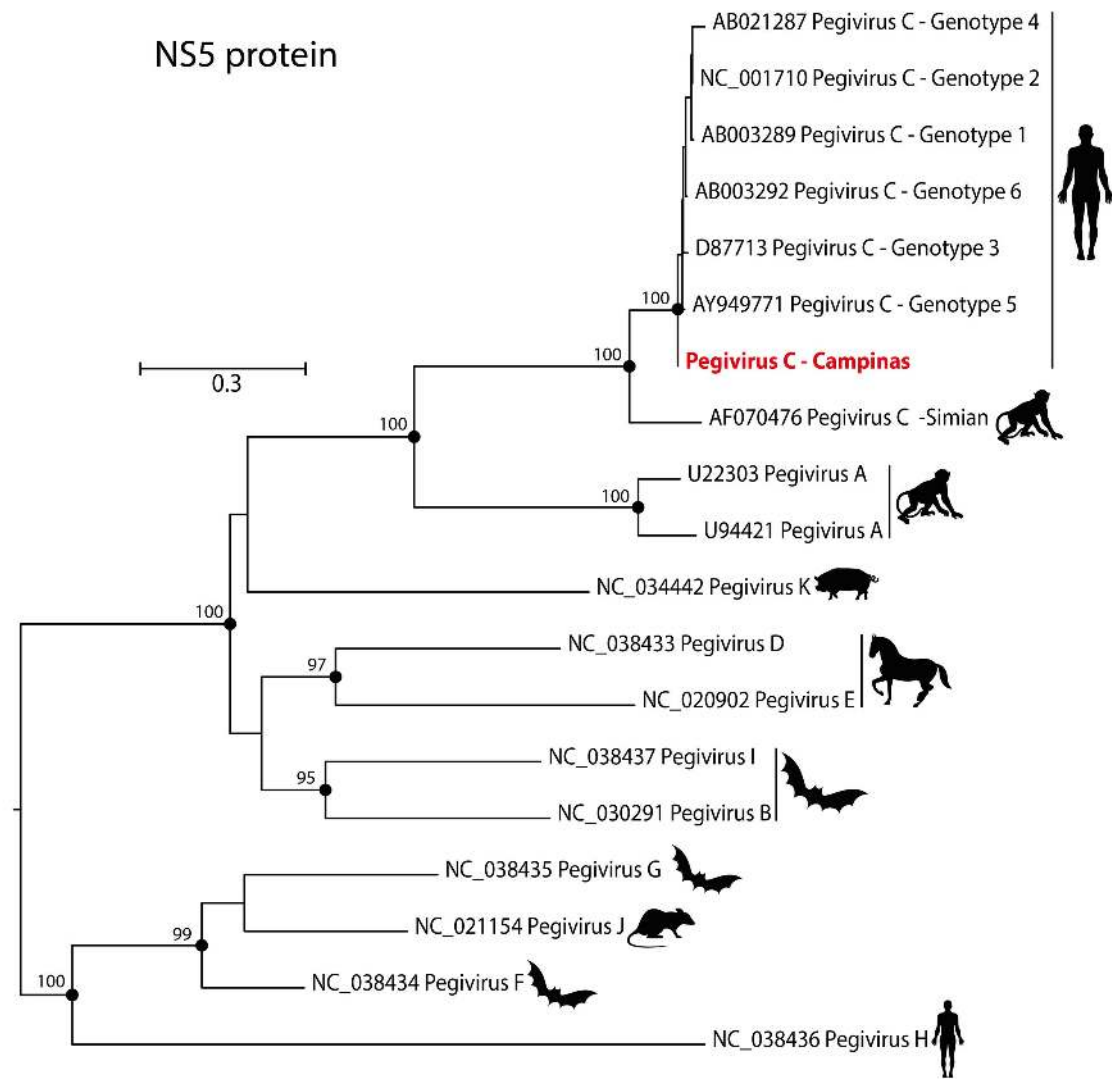 NS5 protein
AB021287 Pegivirus C - Genotype 4
NC_001710 Pegivirus C - Genotype 2
AB003289 Pegivirus C - Genotype 1
AB003292 Pegivirus C - Genotype 6
D87713 Pegivirus C - Genotype 3
100
AY949771 Pegivirus C - Genotype 5
100
Pegivirus C - Campinas
0.3
AF070476 Pegivirus C -Simian
100
U22303 Pegivirus A
100
U94421 Pegivirus A
NC_034442 Pegivirus K
100
NC_038433 Pegivirus D
97
NC_020902 Pegivirus E
NC_038437 Pegivirus I
95
NC_030291 Pegivirus B
NC_038435 Pegivirus G
NC_021154 Pegivirus J
99
NC_038434 Pegivirus F
100
NC_038436 Pegivirus H